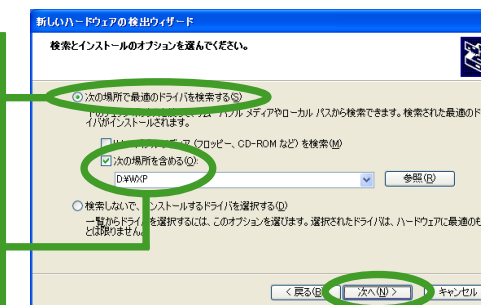 新しいハードウェアの検出ウィザード
検索とインストールのオプションを選んでください。
次の場所で最適のドライバを検索する(S)
メディアやローカル パスから検索できます。検索された最適のド
イバがインストールされます。
(フロッピー、CD-ROM など) を検索(M)
次の場所を含める(O):
D:¥WXP
参照(R)
検索しないで、インストールするドライバを選択する(D)
一覧からドライバを選択するには、このオプションを選びます。選択されたドライバは、ハードウェアに最適のも
とは限りません。
< 戻る(B)
次へ(N) >
キャンセル